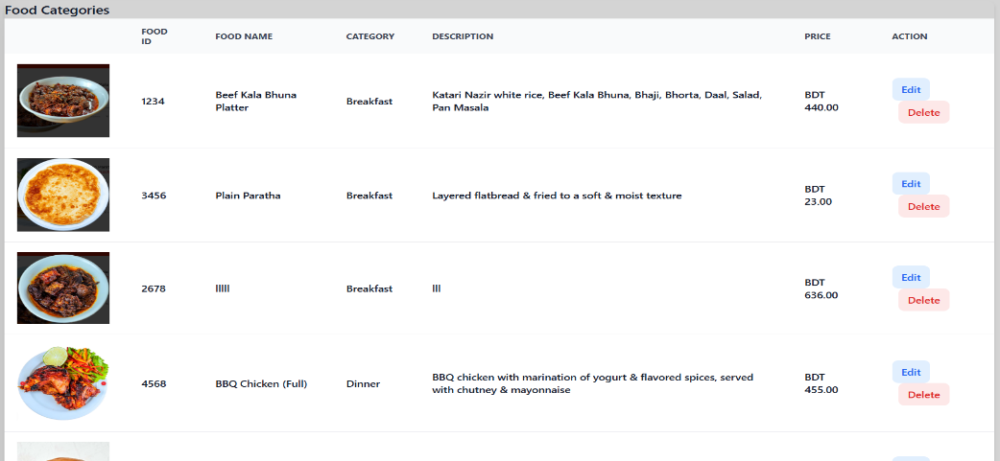 Food Categories
FOOD ID FOOD NAME CATEGORY DESCRIPTION PRICE ACTION
1234 Beef Kala Bhuna Platter Breakfast Katari Nazir white rice, Beef Kala Bhuna, Bhaji, Bhorta, Daal, Salad, Pan Masala BDT 440.00 Edit Delete
3456 Plain Paratha Breakfast Layered flatbread & fried to a soft & moist texture BDT 23.00 Edit Delete
2678 lllll Breakfast lll BDT 636.00 Edit Delete
4568 BBQ Chicken (Full) Dinner BBQ chicken with marination of yogurt & flavored spices, served with chutney & mayonnaise BDT 455.00 Edit Delete